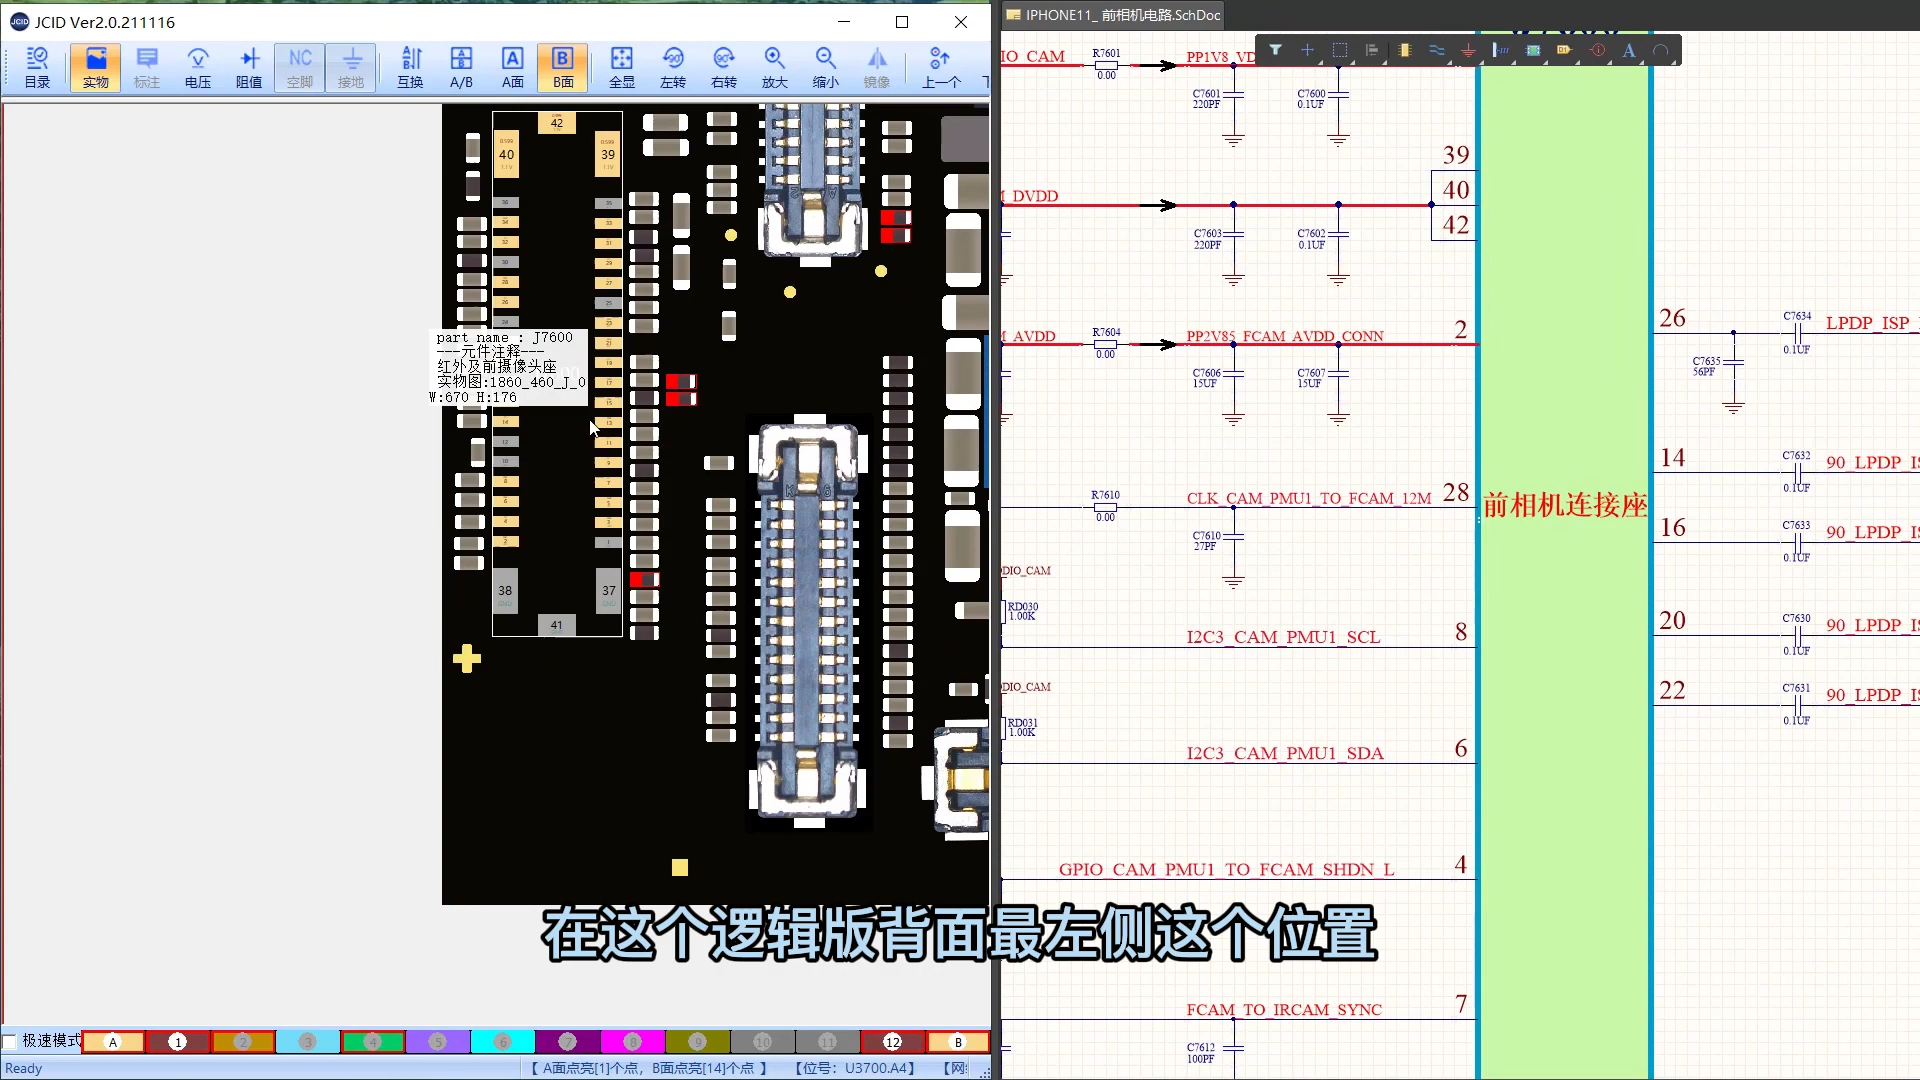 JCID Ver2.0.211116
目录
实物
标注
电压
阻值
NC
空脚
接地
互换
A/B
A面
B面
全显
左转
右转
放大
缩小
镜像
上一个
42
40
39
part name : J7600
---元件注释---
红外及前摄像头座
实物图:1860_460_J_0
W:670 H:176
38
37
41
IPHONE11_ 前相机电路.SchDoc
IO_CAM
R7601
0.00
PP1V8_VD
C7601
220PF
C7600
0.1UF
39
40
42
_DVDD
C7603
220PF
C7602
0.1UF
_AVDD
R7604
0.00
PP2V85_FCAM_AVDD_CONN
2
C7606
15UF
C7607
15UF
R7610
0.00
CLK_CAM_PMU1_TO_FCAM_12M
28
C7610
27PF
DIO_CAM
RD030
1.00K
I2C3_CAM_PMU1_SCL
8
DIO_CAM
RD031
1.00K
I2C3_CAM_PMU1_SDA
6
GPIO_CAM_PMU1_TO_FCAM_SHDN_L
4
FCAM_TO_IRCAM_SYNC
7
C7612
100PF
前相机连接座
26
C7634
0.1UF
LPDP_ISP_
C7635
56PF
14
C7632
0.1UF
90_LPDP_IS
16
C7633
0.1UF
90_LPDP_IS
20
C7630
0.1UF
90_LPDP_IS
22
C7631
0.1UF
90_LPDP_IS
在这个逻辑版背面最左侧这个位置
极速模式
A
1
2
3
4
5
6
7
8
9
10
11
12
B
Ready
【 A面点亮[1]个点，B面点亮[14]个点 】
【位号：U3700.A4】
【网